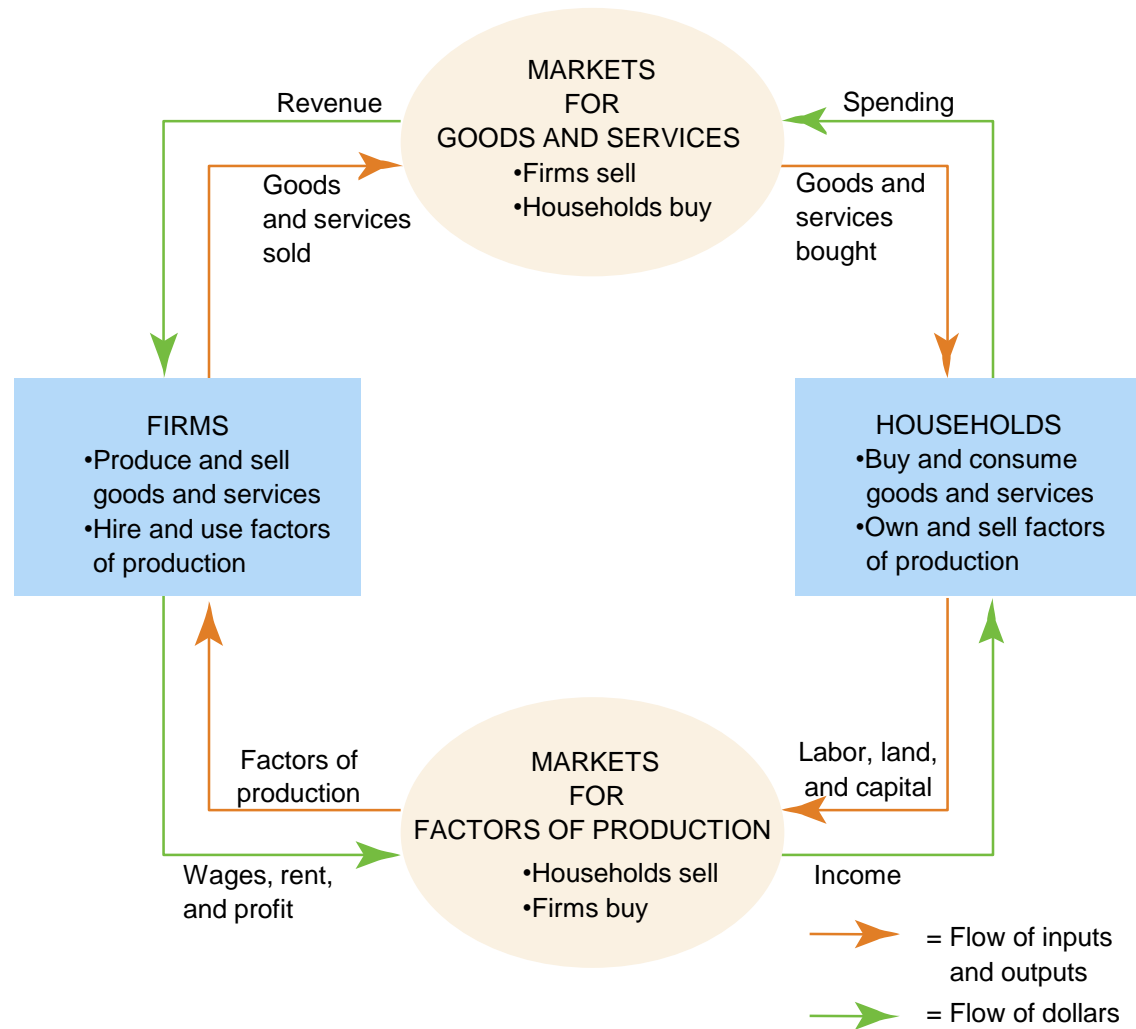 MARKETS
FOR
GOODS AND SERVICES
•Firms sell
•Households buy
Revenue
Spending
Goods
and services
sold
Goods and
services
bought
FIRMS
•Produce and sell
goods and services
•Hire and use factors
of production
HOUSEHOLDS
•Buy and consume
goods and services
•Own and sell factors
of production
Factors of
production
Labor, land,
and capital
MARKETS
FOR
FACTORS OF PRODUCTION
•Households sell
•Firms buy
Wages, rent,
and profit
Income
= Flow of inputs
and outputs
= Flow of dollars